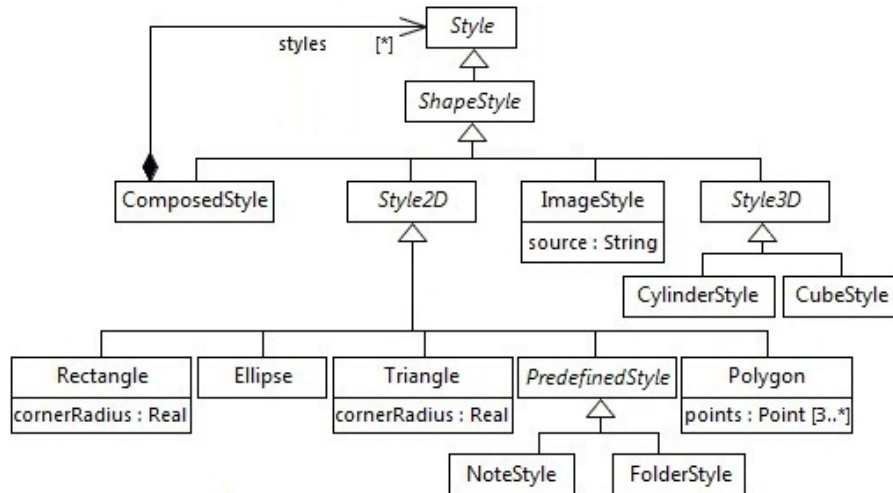 Style
styles [*]
ShapeStyle
ComposedStyle
Style2D
ImageStyle
source : String
Style3D
CylinderStyle
CubeStyle
Rectangle
cornerRadius : Real
Ellipse
Triangle
cornerRadius : Real
PredefinedStyle
Polygon
points : Point [3..*]
NoteStyle
FolderStyle